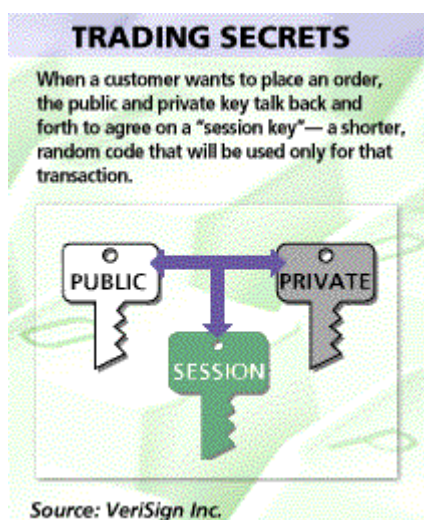 TRADING SECRETS
When a customer wants to place an order,
the public and private key talk back and
forth to agree on a "session key"— a shorter,
random code that will be used only for that
transaction.
PUBLIC
PRIVATE
SESSION
Source: VeriSign Inc.